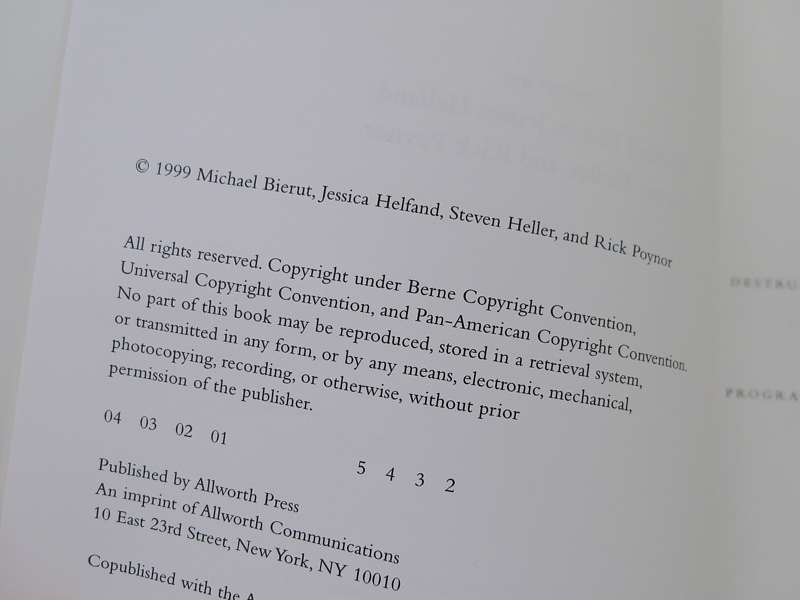 © 1999 Michael Bierut, Jessica Helfand, Steven Heller, and Rick Poynor
All rights reserved. Copyright under Berne Copyright Convention,
Universal Copyright Convention, and Pan-American Copyright Convention.
No part of this book may be reproduced, stored in a retrieval system,
or transmitted in any form, or by any means, electronic, mechanical,
photocopying, recording, or otherwise, without prior
permission of the publisher.
04 03 02 01 5 4 3 2
Published by Allworth Press
An imprint of Allworth Communications
10 East 23rd Street, New York, NY 10010
Copublished with the
DESTRU
PROGRA